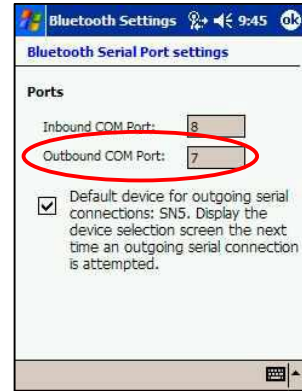 Bluetooth Settings 9:45 ok
Bluetooth Serial Port settings
Ports
Inbound COM Port: 8
Outbound COM Port: 7
Default device for outgoing serial
connections: SN5. Display the
device selection screen the next
time an outgoing serial connection
is attempted.